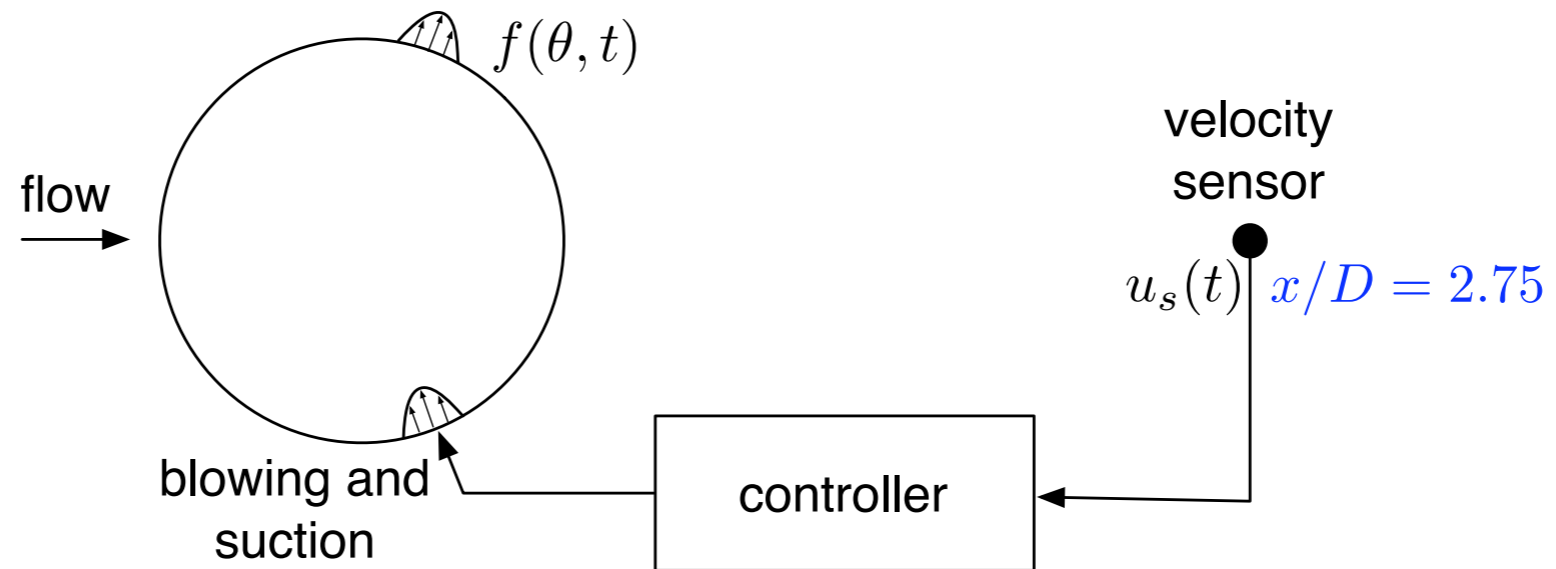 f(θ, t)
velocity
sensor
flow
u_s(t)
x/D = 2.75
blowing and
suction
controller